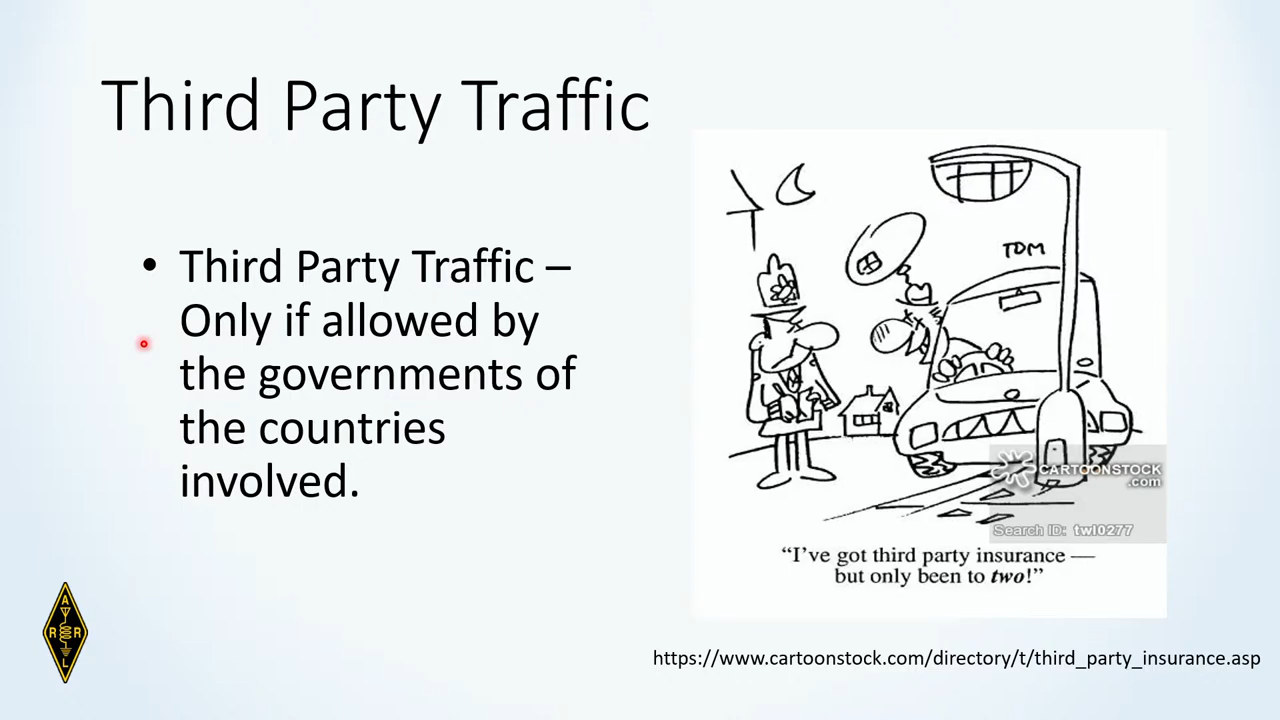 Third Party Traffic
• Third Party Traffic –
Only if allowed by
the governments of
the countries
involved.
TOM
CARTOONSTOCK
.com
Search ID: twl0277
“I’ve got third party insurance —
but only been to two!”
A
R R
L
https://www.cartoonstock.com/directory/t/third_party_insurance.asp